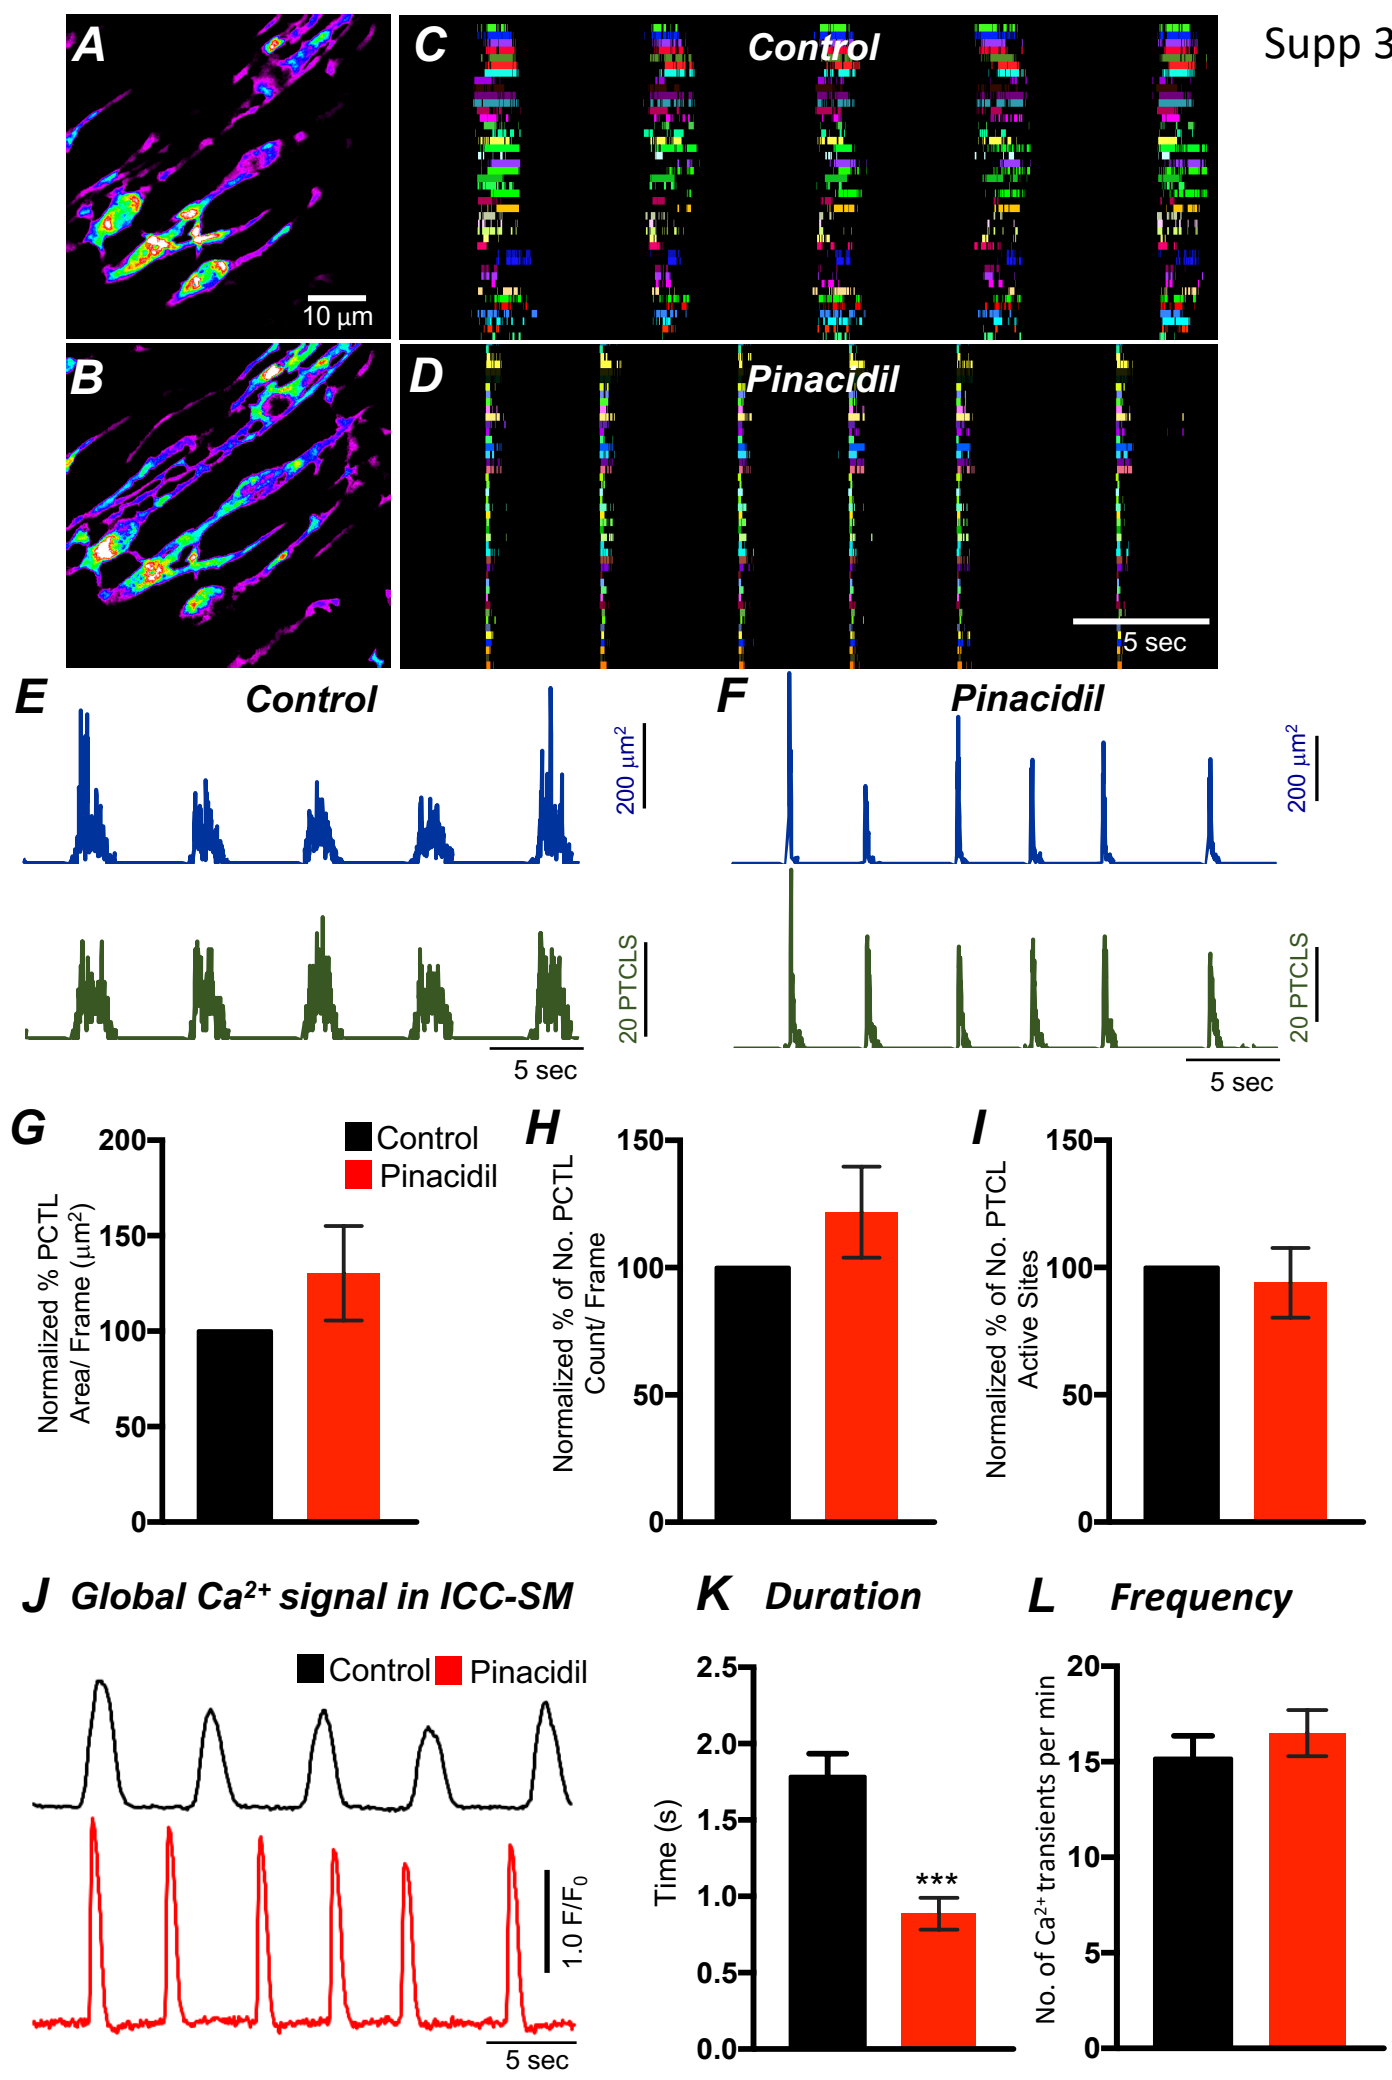 Supp 3
A
C
Control
10 µm
B
D
Pinacidil
5 sec
E
Control
200 µm²
20 PTCLS
5 sec
F
Pinacidil
200 µm²
20 PTCLS
5 sec
G
Control
Pinacidil
200
150
100
50
0
Normalized % PCTL
Area/ Frame (µm²)
H
150
100
50
0
Normalized % of No. PCTL
Count/ Frame
I
150
100
50
0
Normalized % of No. PTCL
Active Sites
J Global Ca²⁺ signal in ICC-SM
Control
Pinacidil
1.0 F/F₀
5 sec
K Duration
2.5
2.0
1.5
1.0
0.5
0.0
Time (s)
***
L Frequency
20
15
10
5
0
No. of Ca²⁺ transients per min